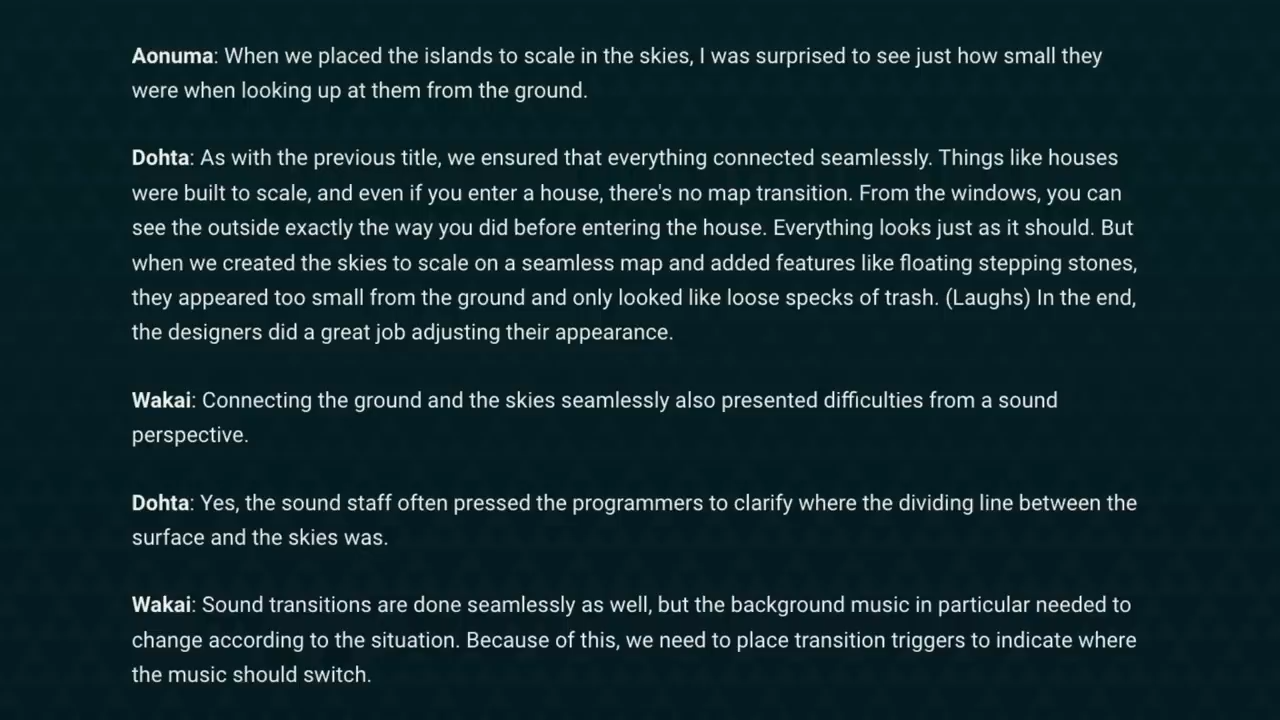 Aonuma: When we placed the islands to scale in the skies, I was surprised to see just how small they
were when looking up at them from the ground.
Dohta: As with the previous title, we ensured that everything connected seamlessly. Things like houses
were built to scale, and even if you enter a house, there's no map transition. From the windows, you can
see the outside exactly the way you did before entering the house. Everything looks just as it should. But
when we created the skies to scale on a seamless map and added features like floating stepping stones,
they appeared too small from the ground and only looked like loose specks of trash. (Laughs) In the end,
the designers did a great job adjusting their appearance.
Wakai: Connecting the ground and the skies seamlessly also presented difficulties from a sound
perspective.
Dohta: Yes, the sound staff often pressed the programmers to clarify where the dividing line between the
surface and the skies was.
Wakai: Sound transitions are done seamlessly as well, but the background music in particular needed to
change according to the situation. Because of this, we need to place transition triggers to indicate where
the music should switch.